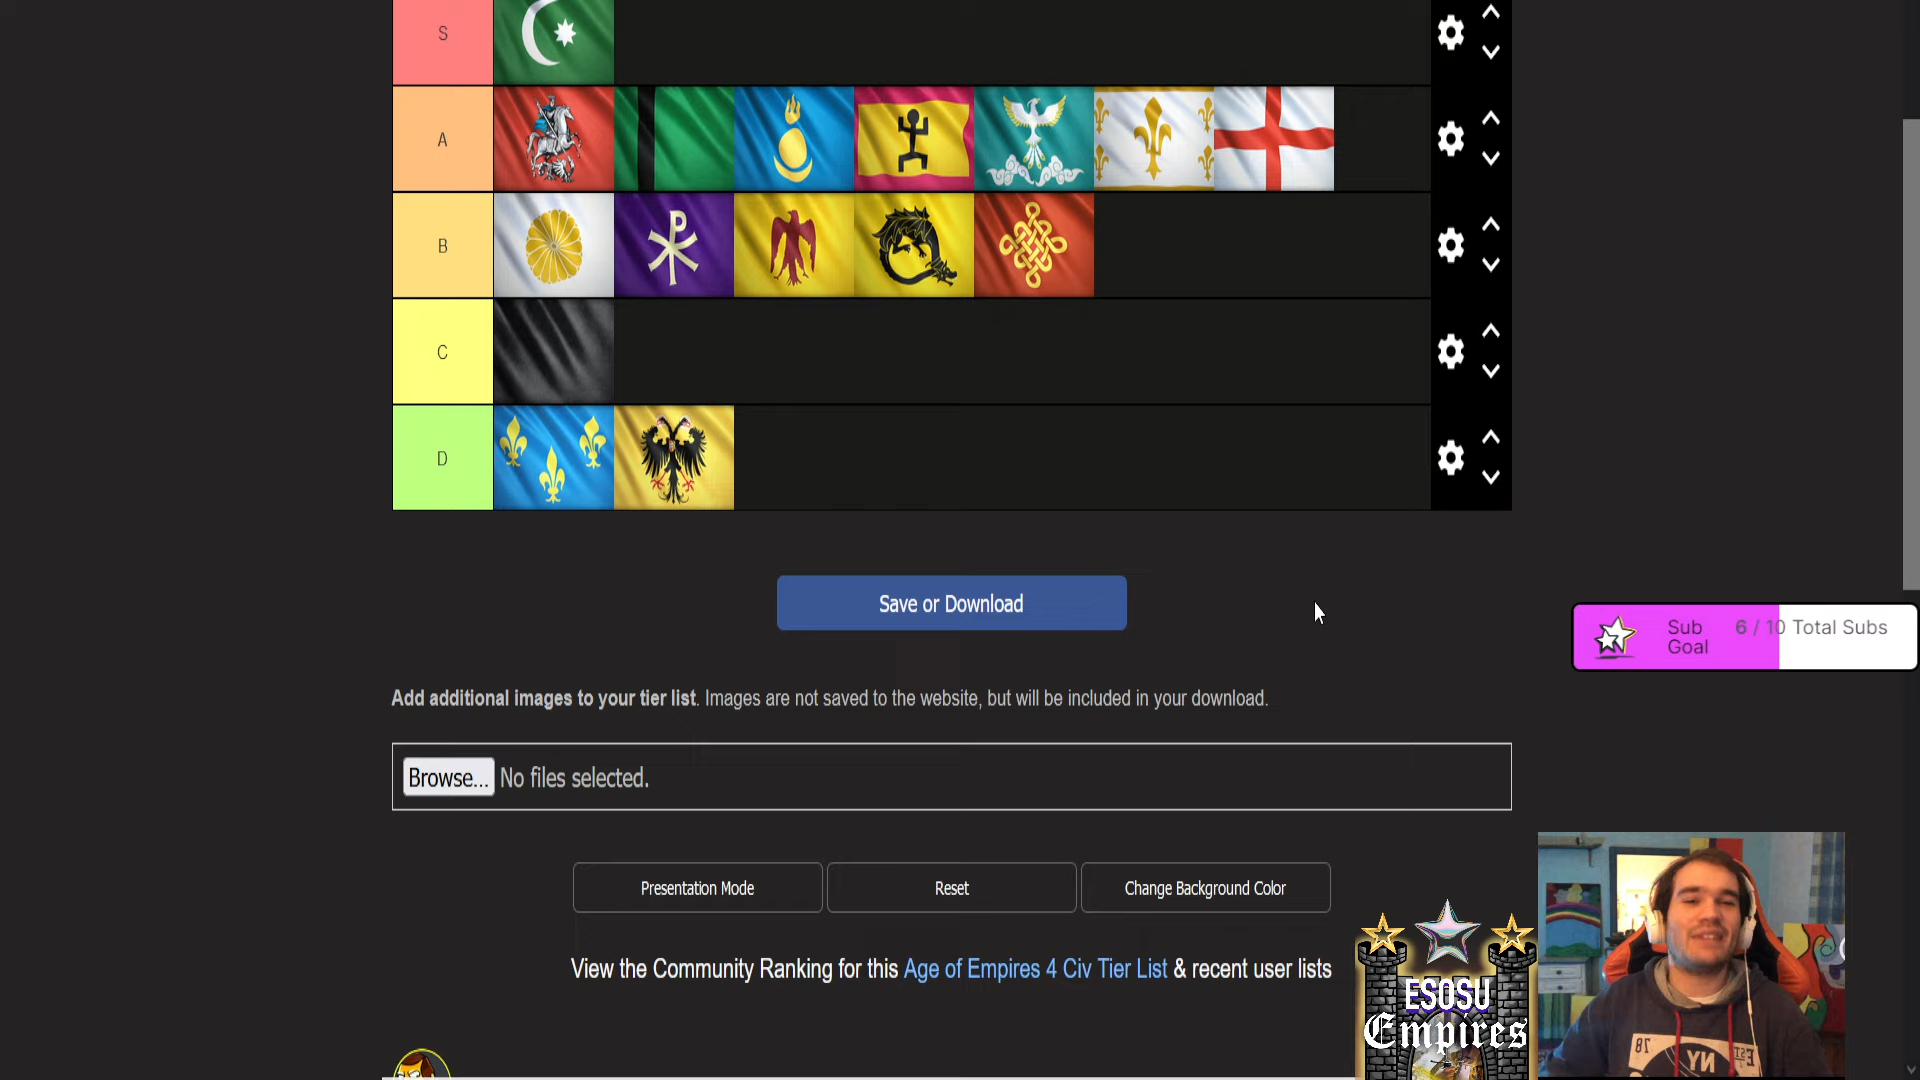 S
A
B
C
D
Save or Download
Sub Goal
6 / 10 Total Subs
Add additional images to your tier list. Images are not saved to the website, but will be included in your download.
Browse... No files selected.
Presentation Mode
Reset
Change Background Color
View the Community Ranking for this Age of Empires 4 Civ Tier List & recent user lists
ESOSU
Empires
78
NY